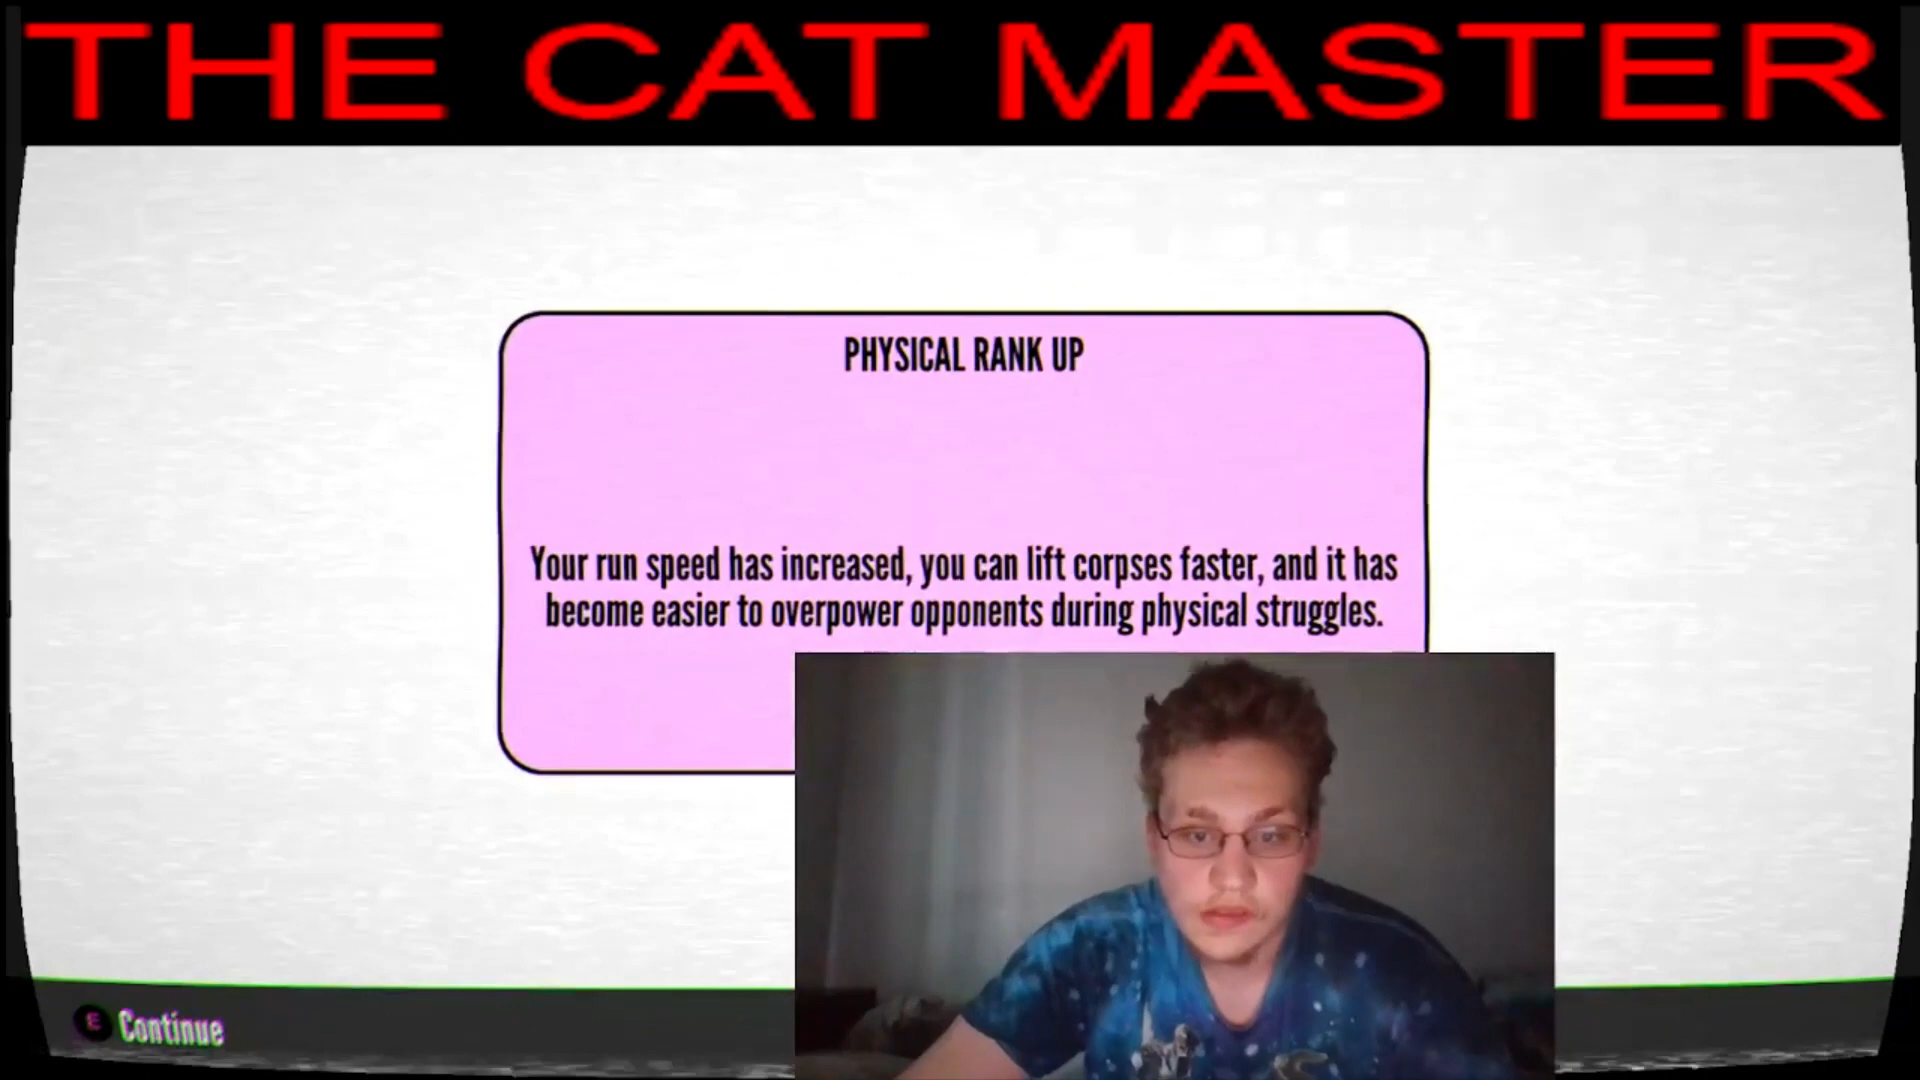 THE CAT MASTER
PHYSICAL RANK UP
Your run speed has increased, you can lift corpses faster, and it has
become easier to overpower opponents during physical struggles.
E Continue